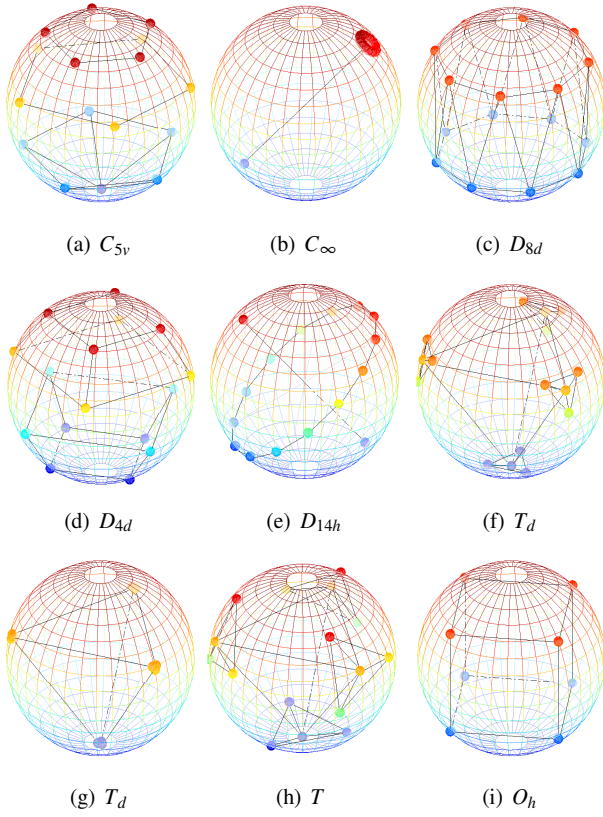 (a) C5v (b) C∞ (c) D8d
(d) D4d (e) D14h (f) Td
(g) Td (h) T (i) Oh